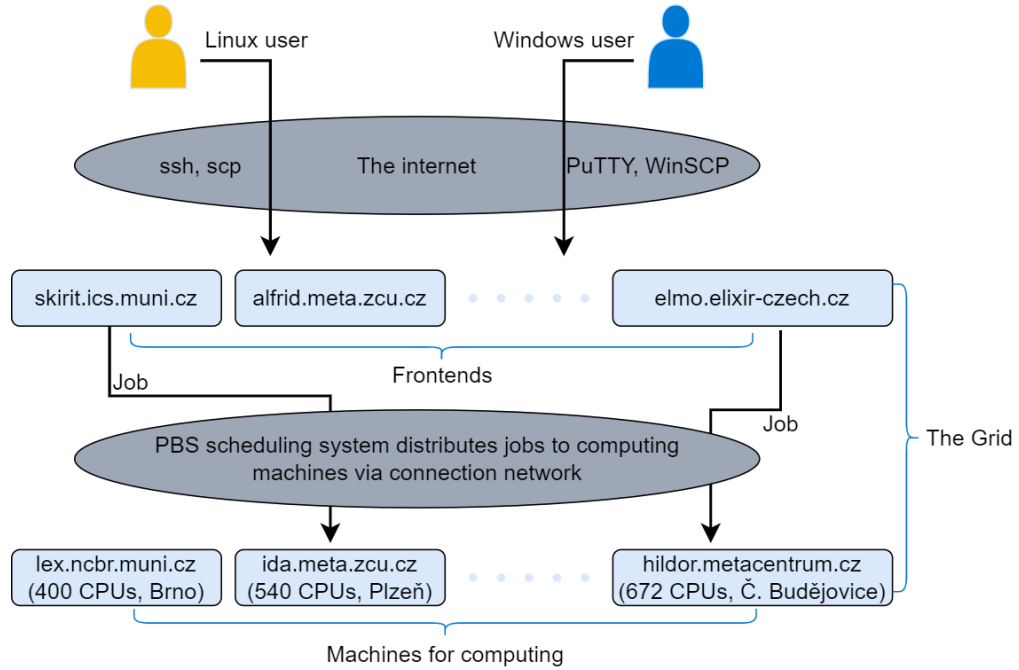 Linux user
Windows user
ssh, scp
The internet
PuTTY, WinSCP
skirit.ics.muni.cz
alfrid.meta.zcu.cz
elmo.elixir-czech.cz
Frontends
Job
Job
PBS scheduling system distributes jobs to computing
machines via connection network
The Grid
lex.ncbr.muni.cz
(400 CPUs, Brno)
ida.meta.zcu.cz
(540 CPUs, Plzeň)
hildor.metacentrum.cz
(672 CPUs, Č. Budějovice)
Machines for computing